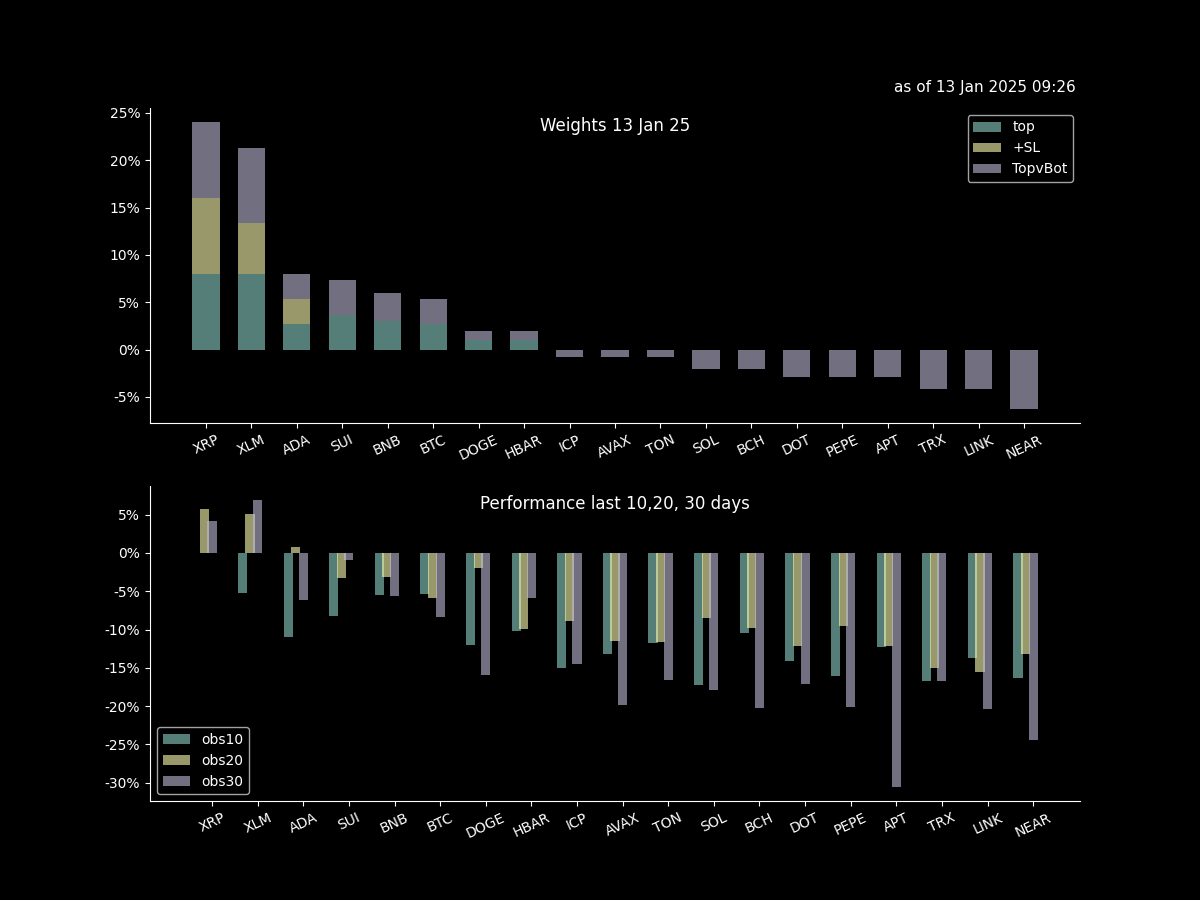 as of 13 Jan 2025 09:26
Weights 13 Jan 25
top
+SL
TopvBot
25%
20%
15%
10%
5%
0%
-5%
XRP XLM ADA SUI BNB BTC DOGE HBAR ICP AVAX TON SOL BCH DOT PEPE APT TRX LINK NEAR
Performance last 10,20, 30 days
5%
0%
-5%
-10%
-15%
-20%
-25%
-30%
obs10
obs20
obs30
XRP XLM ADA SUI BNB BTC DOGE HBAR ICP AVAX TON SOL BCH DOT PEPE APT TRX LINK NEAR